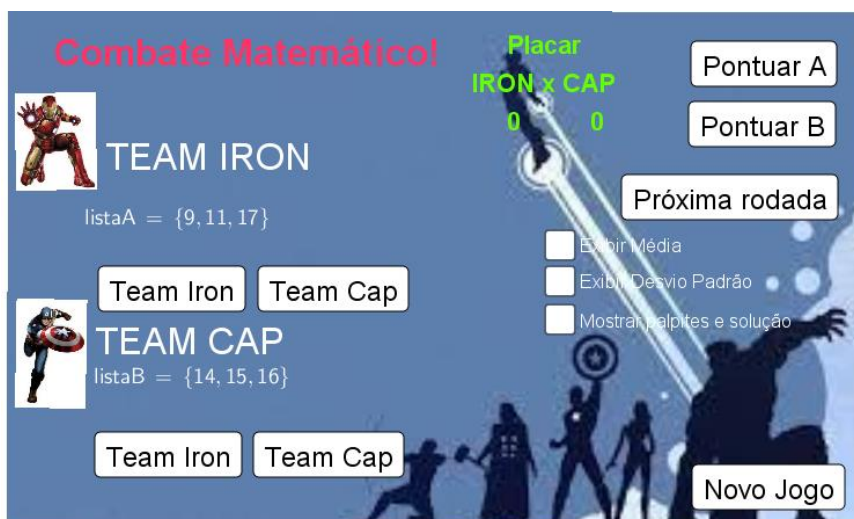 Combate Matemático!
Placar
IRON x CAP
0 0
Pontuar A
Pontuar B
TEAM IRON
listaA = {9, 11, 17}
Próxima rodada
Exibir Média
Exibir Desvio Padrão
Mostrar palpites e solução
Team Iron Team Cap
TEAM CAP
listaB = {14, 15, 16}
Team Iron Team Cap
Novo Jogo